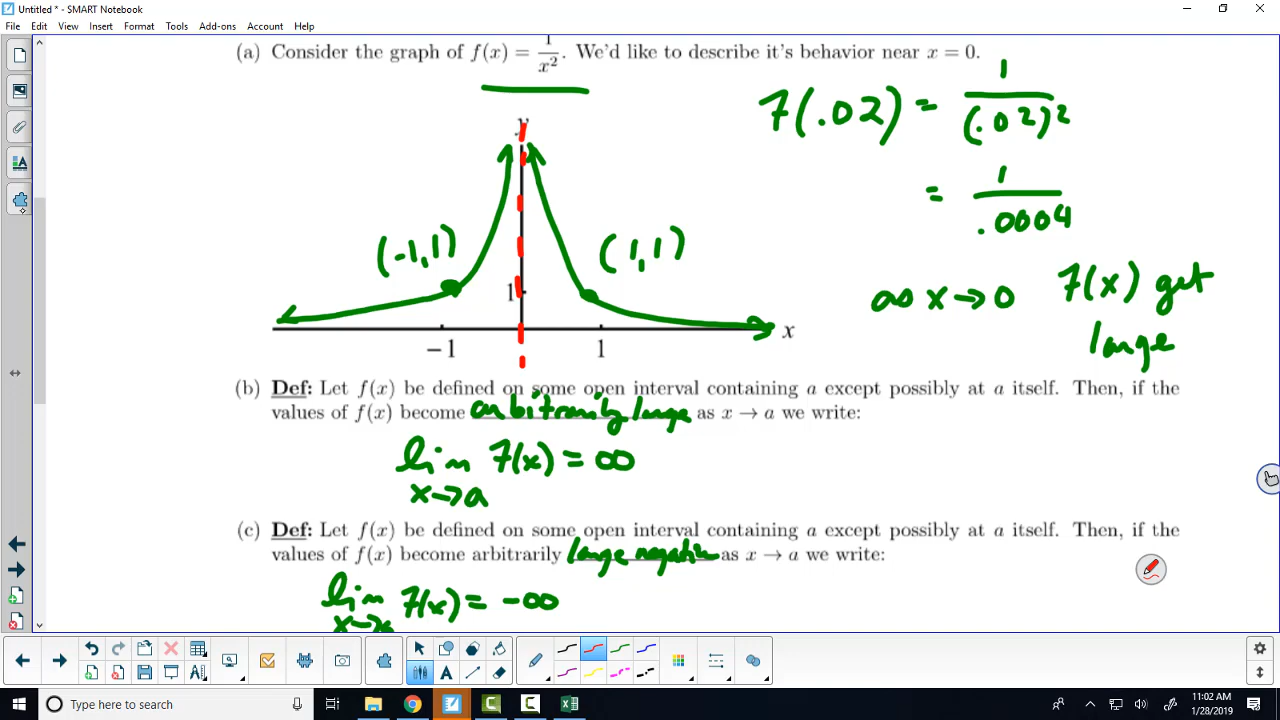 Untitled * - SMART Notebook
File Edit View Insert Format Tools Add-ons Account Help
(a) Consider the graph of f(x) = 1/x². We'd like to describe it's behavior near x = 0.
f(.02) = 1/(.02)²
= 1/.0004
y
(-1,1)
(1,1)
1
x
−1
1
as x→0 f(x) get
large
(b) Def: Let f(x) be defined on some open interval containing a except possibly at a itself. Then, if the
values of f(x) become arbitrarily large as x → a we write:
lim f(x) = ∞
x→a
(c) Def: Let f(x) be defined on some open interval containing a except possibly at a itself. Then, if the
values of f(x) become arbitrarily large negative as x → a we write:
lim f(x) = -∞
x→a
Type here to search
11:02 AM
1/28/2019